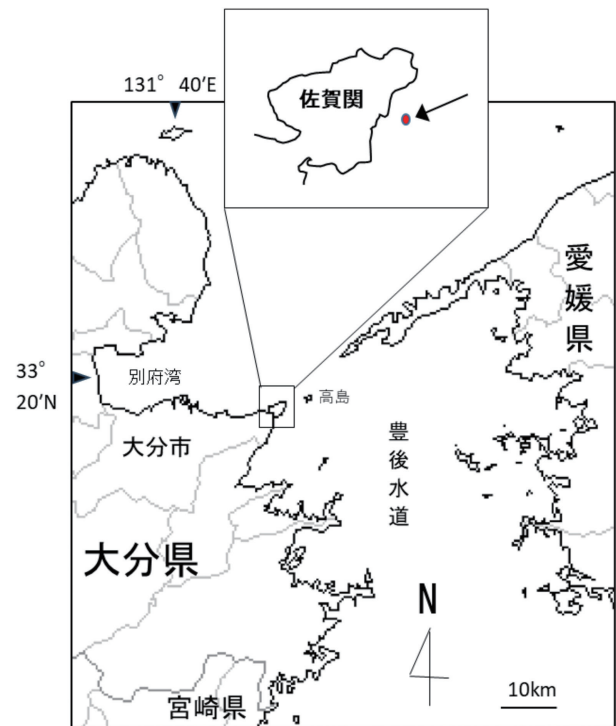 131° 40′E
佐賀関
愛媛県
33°
20′N
別府湾
高島
大分市
豊後水道
大分県
N
宮崎県
10km